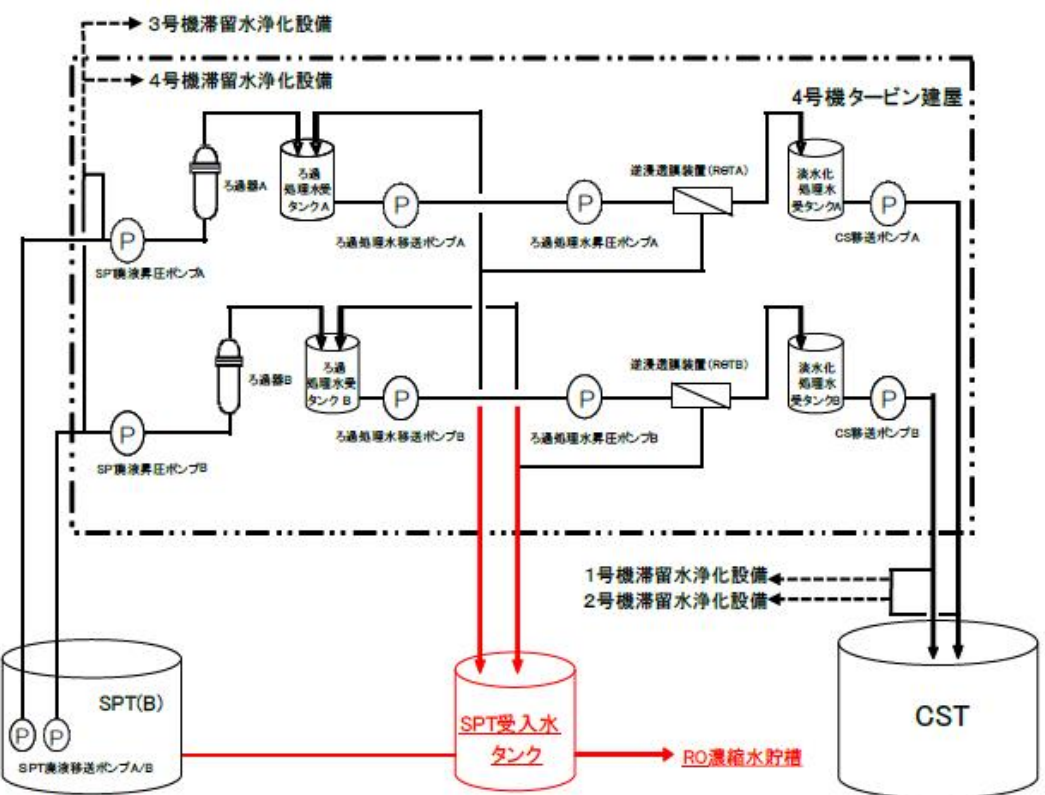 3号機滞留水浄化設備
4号機滞留水浄化設備
4号機タービン建屋
ろ過器A
ろ過
処理水受
タンクA
逆浸透膜装置(R0TA)
淡水化
処理水
受タンクA
P
P
P
P
SPT廃液昇圧ポンプA
ろ過処理水移送ポンプA
ろ過処理水昇圧ポンプA
CS移送ポンプA
ろ過器B
ろ過
処理水受
タンク B
逆浸透膜装置(R0TB)
淡水化
処理水
受タンクB
P
P
P
P
SP廃液昇圧ポンプB
ろ過処理水移送ポンプB
ろ過処理水昇圧ポンプB
CS移送ポンプB
1号機滞留水浄化設備
2号機滞留水浄化設備
SPT(B)
P
P
SPT廃液移送ポンプA/B
SPT受入水
タンク
RO濃縮水貯槽
CST